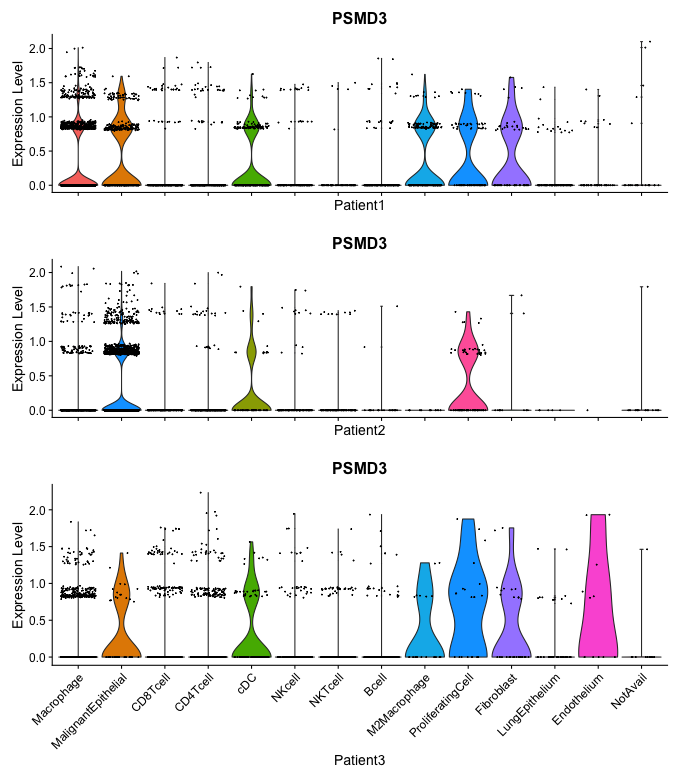 PSMD3
Expression Level
2.0
1.5
1.0
0.5
0.0
Patient1
PSMD3
Expression Level
2.0
1.5
1.0
0.5
0.0
Patient2
PSMD3
Expression Level
2.0
1.5
1.0
0.5
0.0
Macrophage
MalignantEpithelial
CD8Tcell
CD4Tcell
cDC
NKcell
NKTcell
Bcell
M2Macrophage
ProliferatingCell
Fibroblast
LungEpithelium
Endothelium
NotAvail
Patient3